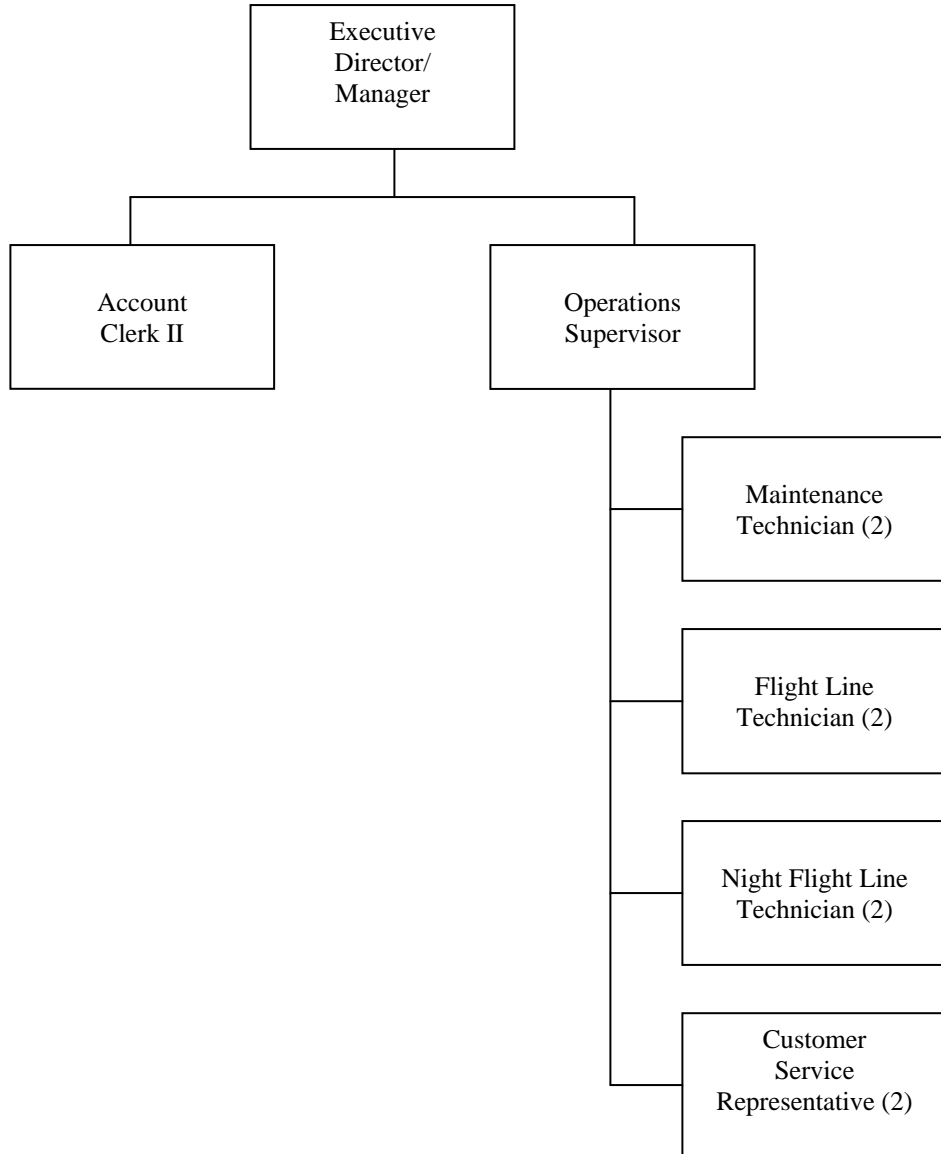 Executive
Director/
Manager
Account
Clerk II
Operations
Supervisor
Maintenance
Technician (2)
Flight Line
Technician (2)
Night Flight Line
Technician (2)
Customer
Service
Representative (2)